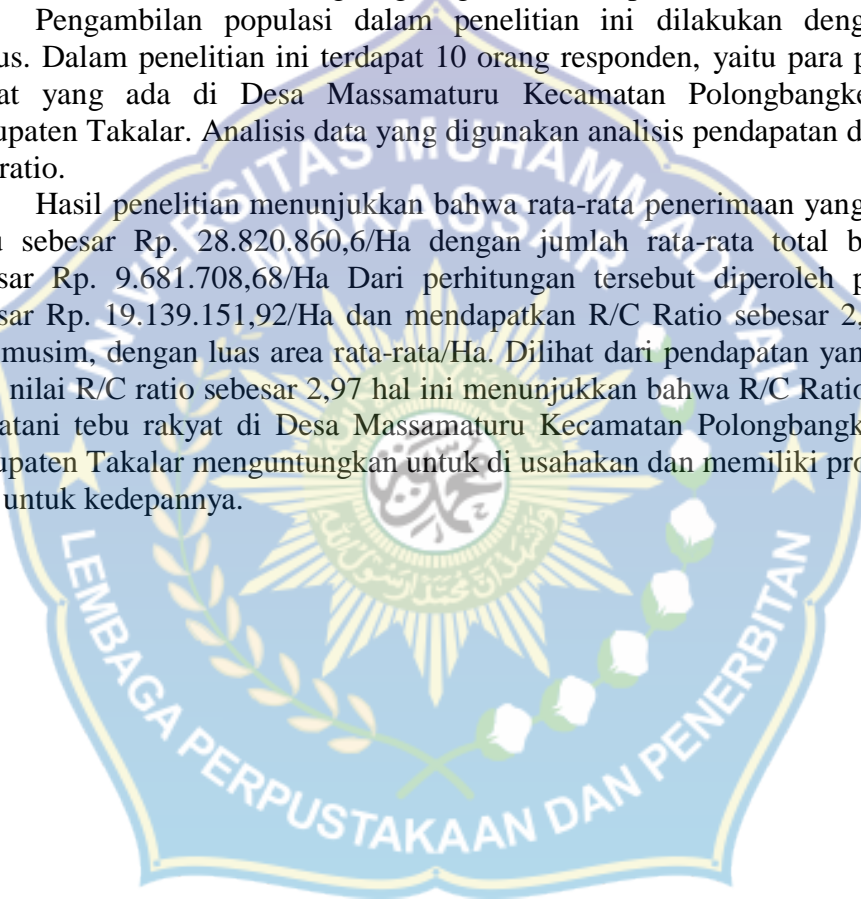 Pengambilan populasi dalam penelitian ini dilakukan deng
us. Dalam penelitian ini terdapat 10 orang responden, yaitu para p
at yang ada di Desa Massamaturu Kecamatan Polongbangke
upaten Takalar. Analisis data yang digunakan analisis pendapatan d
ratio.
Hasil penelitian menunjukkan bahwa rata-rata penerimaan yang
u sebesar Rp. 28.820.860,6/Ha dengan jumlah rata-rata total b
sar Rp. 9.681.708,68/Ha Dari perhitungan tersebut diperoleh p
sar Rp. 19.139.151,92/Ha dan mendapatkan R/C Ratio sebesar 2,
musim, dengan luas area rata-rata/Ha. Dilihat dari pendapatan yan
nilai R/C ratio sebesar 2,97 hal ini menunjukkan bahwa R/C Ratio
atani tebu rakyat di Desa Massamaturu Kecamatan Polongbangk
upaten Takalar menguntungkan untuk di usahakan dan memiliki pro
untuk kedepannya.
UNIVERSITAS MUHAMMADIYAH
MAKASSAR
LEMBAGA PERPUSTAKAAN DAN PENERBITAN